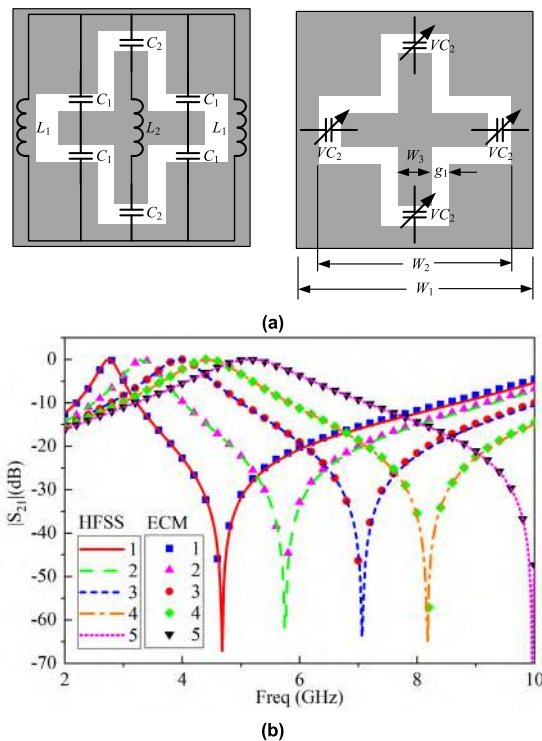 C2
C1 C1
L1 L2 L1
C1 C1
C2
VC2
VC2 VC2
W3 g1
VC2
W2
W1
(a)
|S21|(dB)
0
-10
-20
-30
-40
-50
-60
-70
HFSS ECM
1 1
2 2
3 3
4 4
5 5
2 4 6 8 10
Freq (GHz)
(b)